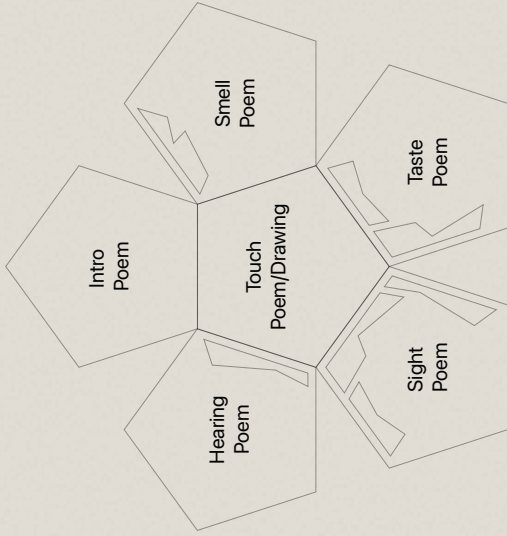 Smell
Poem
Taste
Poem
Intro
Poem
Touch
Poem/Drawing
Hearing
Poem
Sight
Poem